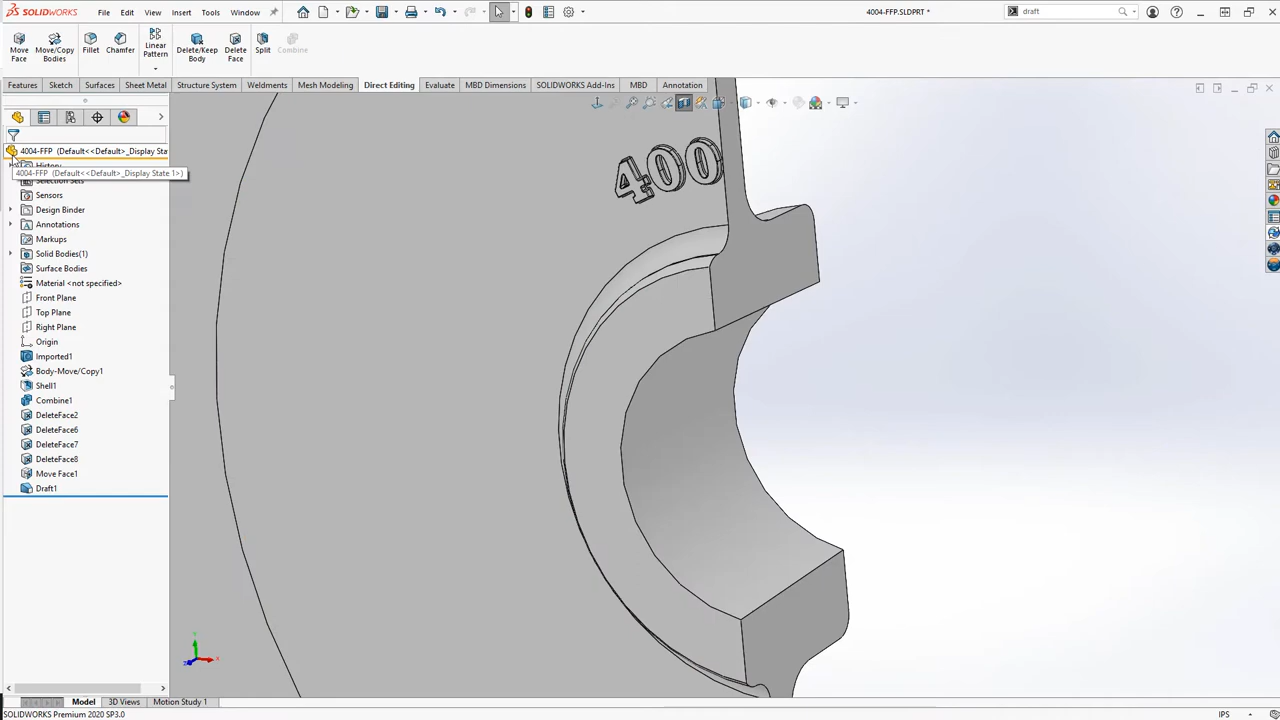 SOLIDWORKS File Edit View Insert Tools Window 4004-FFP.SLDPRT * draft
Move Face Move/Copy Bodies Fillet Chamfer Linear Pattern Delete/Keep Body Delete Face Split Combine
Features Sketch Surfaces Sheet Metal Structure System Weldments Mesh Modeling Direct Editing Evaluate MBD Dimensions SOLIDWORKS Add-Ins MBD Annotation
4004-FFP (Default<<Default>_Display Sta
History
4004-FFP (Default<<Default>_Display State 1>)
Selection Sets
Sensors
Design Binder
Annotations
Markups
Solid Bodies(1)
Surface Bodies
Material <not specified>
Front Plane
Top Plane
Right Plane
Origin
Imported1
Body-Move/Copy1
Shell1
Combine1
DeleteFace2
DeleteFace6
DeleteFace7
DeleteFace8
Move Face1
Draft1
400
Model 3D Views Motion Study 1
SOLIDWORKS Premium 2020 SP3.0 IPS